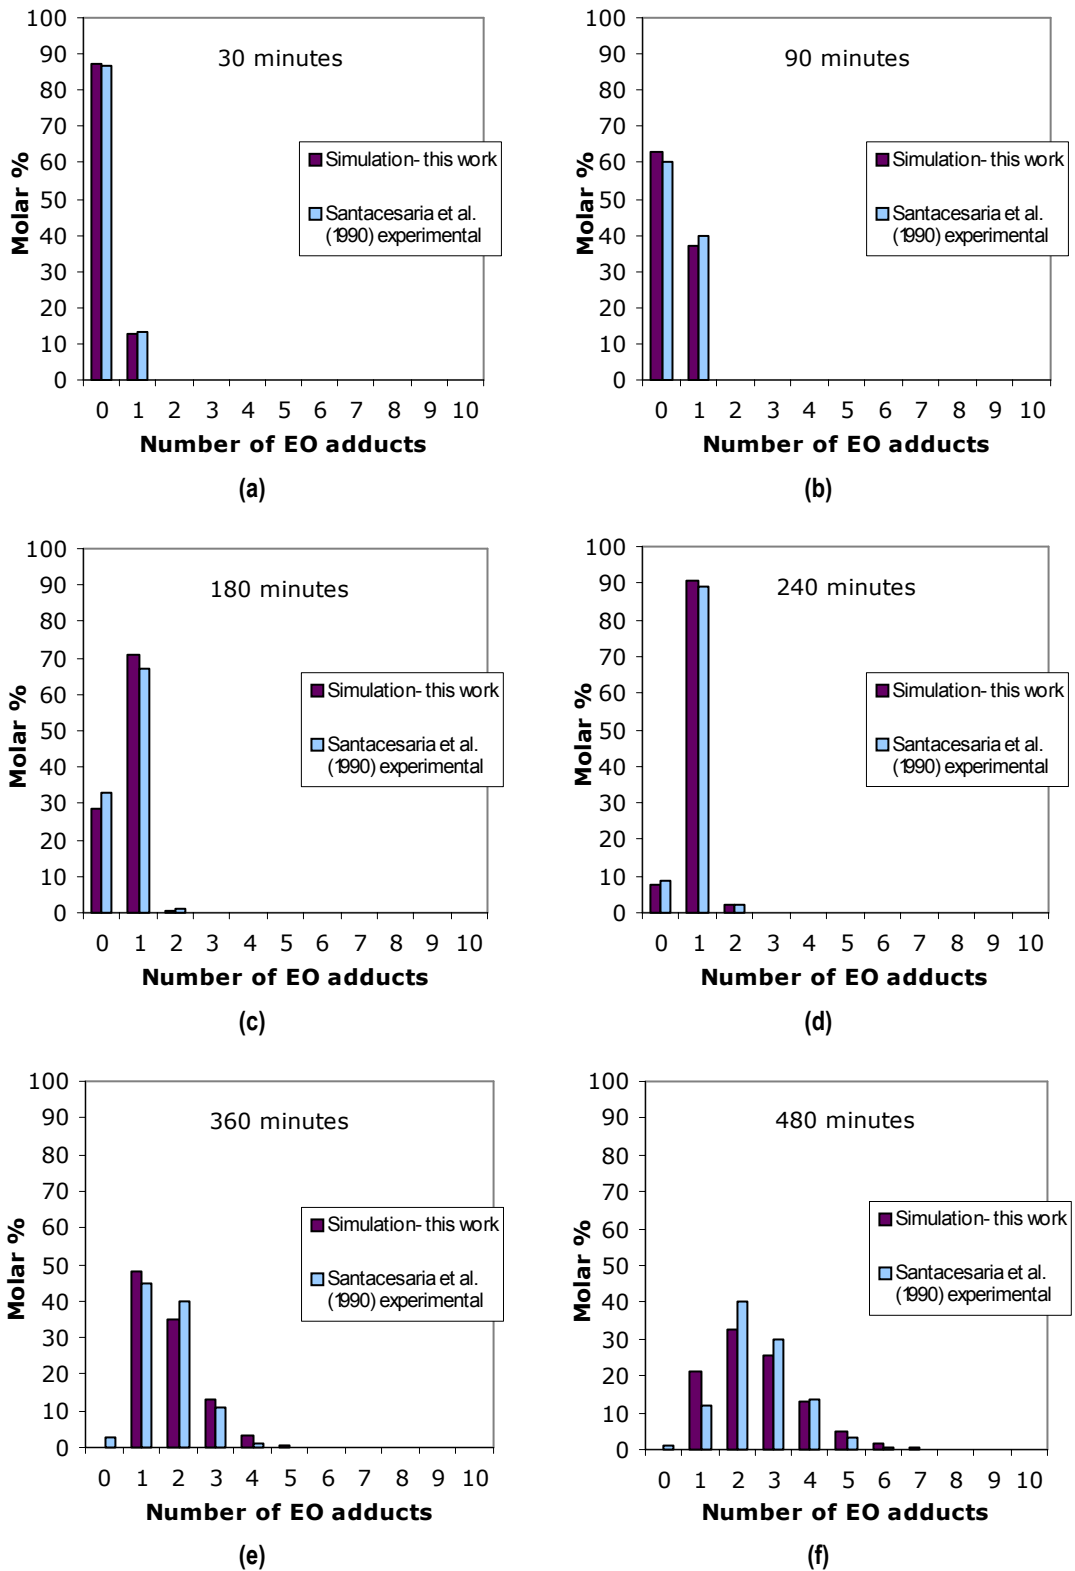 100
90
80
70
60
50
40
30
20
10
0
Molar %
30 minutes
Simulation- this work
Santacesaria et al.
(1990) experimental
0 1 2 3 4 5 6 7 8 9 10
Number of EO adducts
(a)
100
90
80
70
60
50
40
30
20
10
0
Molar %
90 minutes
Simulation- this work
Santacesaria et al.
(1990) experimental
0 1 2 3 4 5 6 7 8 9 10
Number of EO adducts
(b)
100
90
80
70
60
50
40
30
20
10
0
Molar %
180 minutes
Simulation- this work
Santacesaria et al.
(1990) experimental
0 1 2 3 4 5 6 7 8 9 10
Number of EO adducts
(c)
100
90
80
70
60
50
40
30
20
10
0
Molar %
240 minutes
Simulation- this work
Santacesaria et al.
(1990) experimental
0 1 2 3 4 5 6 7 8 9 10
Number of EO adducts
(d)
100
90
80
70
60
50
40
30
20
10
0
Molar %
360 minutes
Simulation- this work
Santacesaria et al.
(1990) experimental
0 1 2 3 4 5 6 7 8 9 10
Number of EO adducts
(e)
100
90
80
70
60
50
40
30
20
10
0
Molar %
480 minutes
Simulation- this work
Santacesaria et al.
(1990) experimental
0 1 2 3 4 5 6 7 8 9 10
Number of EO adducts
(f)